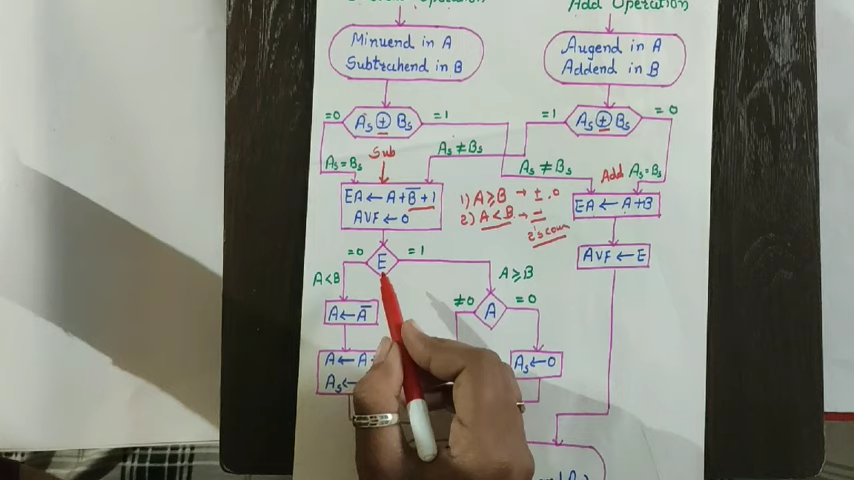 Add Operation
Minuend in A
Subtrahend in B
Augend in A
Addend in B
=0
As ⊕ Bs
=1
=1
As ⊕ Bs
=0
As=Bs
Sub
As≠Bs
As≠Bs
Add
As=Bs
EA ← A+B̅+1
AVF ← 0
1) A≥B → ±.0
2) A<B →
2's com
EA ← A+B
AVF ← E
=0
E
=1
A<B
A≥B
A ← A̅
≠0
A
=0
A ← A
As ←
As ← 0